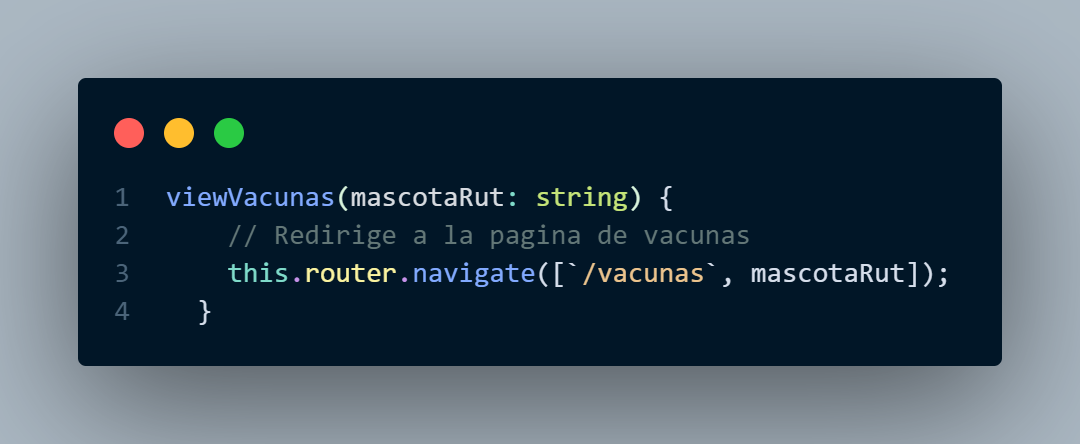 1 viewVacunas(mascotaRut: string) {
2 // Redirige a la pagina de vacunas
3 this.router.navigate([`/vacunas`, mascotaRut]);
4 }